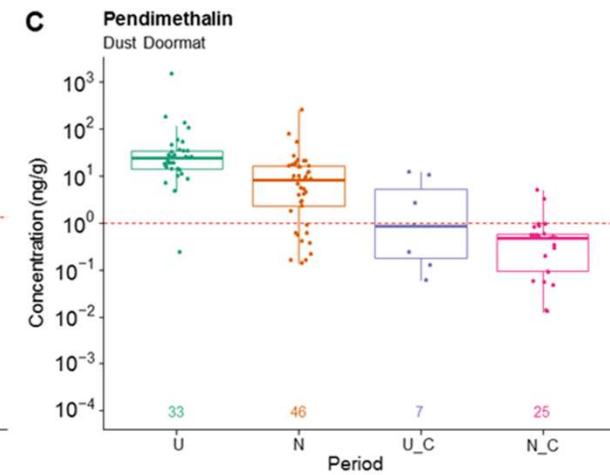 C
Pendimethalin
Dust Doormat
Concentration (ng/g)
10³
10²
10¹
10⁰
10⁻¹
10⁻²
10⁻³
10⁻⁴
33 46 7 25
U N U_C N_C
Period